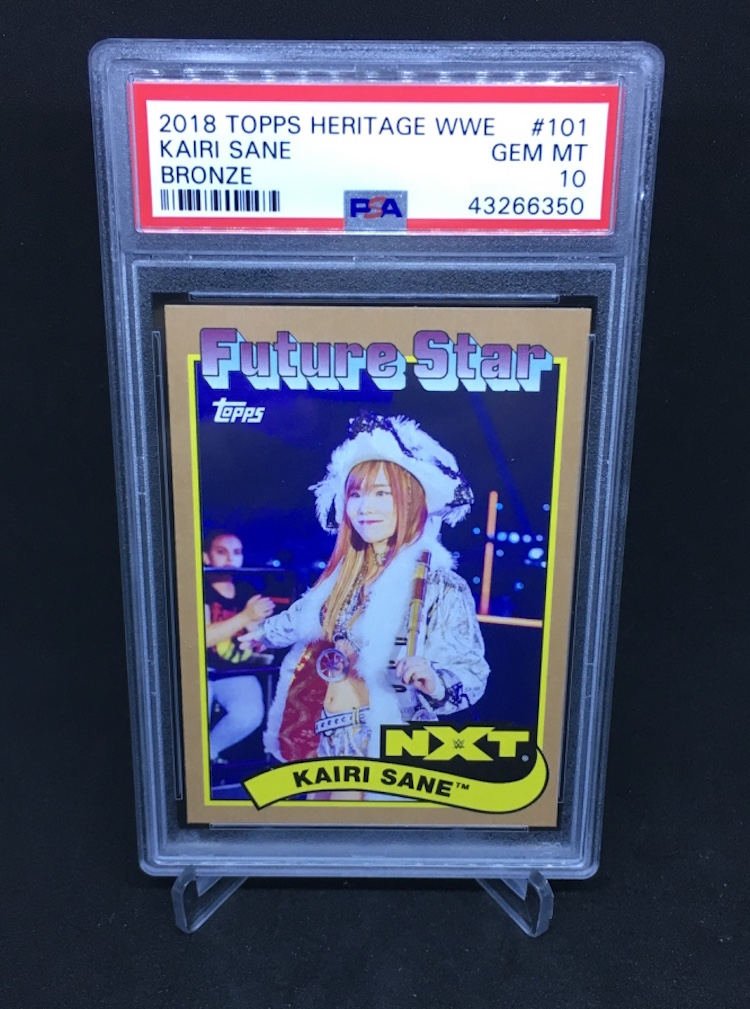 2018 TOPPS HERITAGE WWE #101
KAIRI SANE GEM MT
BRONZE 10
PSA 43266350
Future Star
topps
NXT
KAIRI SANE™